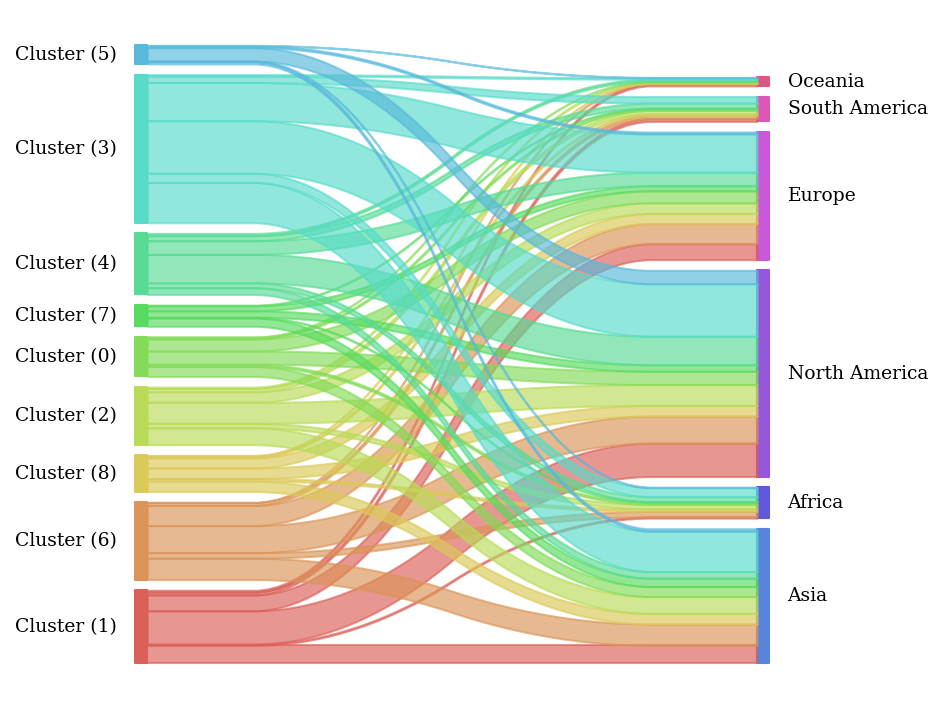 Cluster (5)
Cluster (3)
Cluster (4)
Cluster (7)
Cluster (0)
Cluster (2)
Cluster (8)
Cluster (6)
Cluster (1)
Oceania
South America
Europe
North America
Africa
Asia